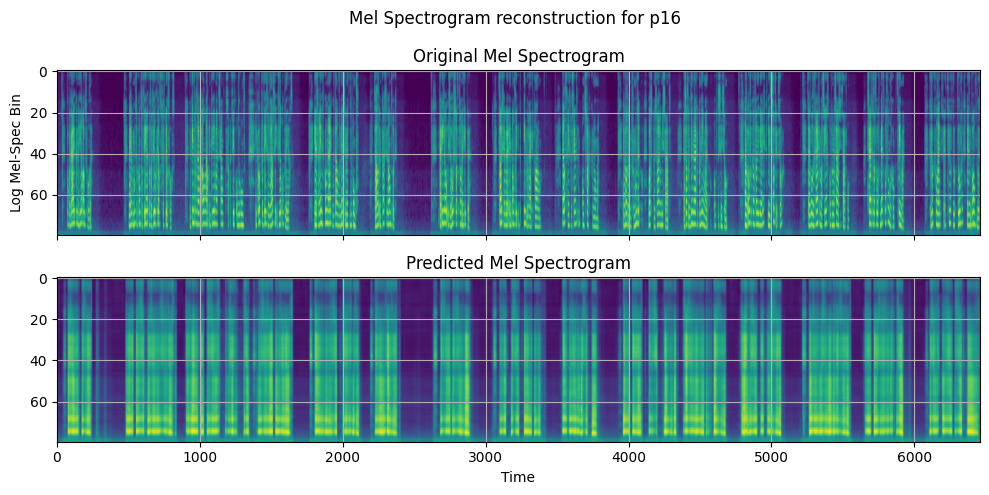 Mel Spectrogram reconstruction for p16
Original Mel Spectrogram
0
20
40
60
Log Mel-Spec Bin
Predicted Mel Spectrogram
0
20
40
60
0 1000 2000 3000 4000 5000 6000
Time